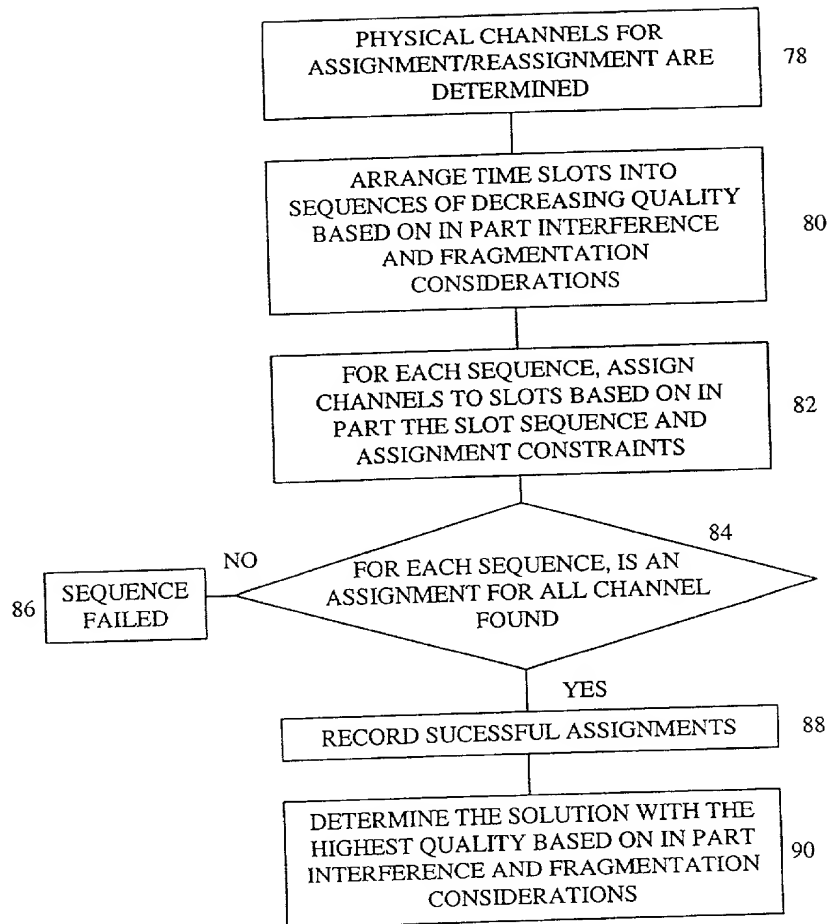 PHYSICAL CHANNELS FOR
ASSIGNMENT/REASSIGNMENT ARE
DETERMINED
78
ARRANGE TIME SLOTS INTO
SEQUENCES OF DECREASING QUALITY
BASED ON IN PART INTERFERENCE
AND FRAGMENTATION
CONSIDERATIONS
80
FOR EACH SEQUENCE, ASSIGN
CHANNELS TO SLOTS BASED ON IN
PART THE SLOT SEQUENCE AND
ASSIGNMENT CONSTRAINTS
82
84
NO
FOR EACH SEQUENCE, IS AN
ASSIGNMENT FOR ALL CHANNEL
FOUND
86
SEQUENCE
FAILED
YES
RECORD SUCESSFUL ASSIGNMENTS
88
DETERMINE THE SOLUTION WITH THE
HIGHEST QUALITY BASED ON IN PART
INTERFERENCE AND FRAGMENTATION
CONSIDERATIONS
90